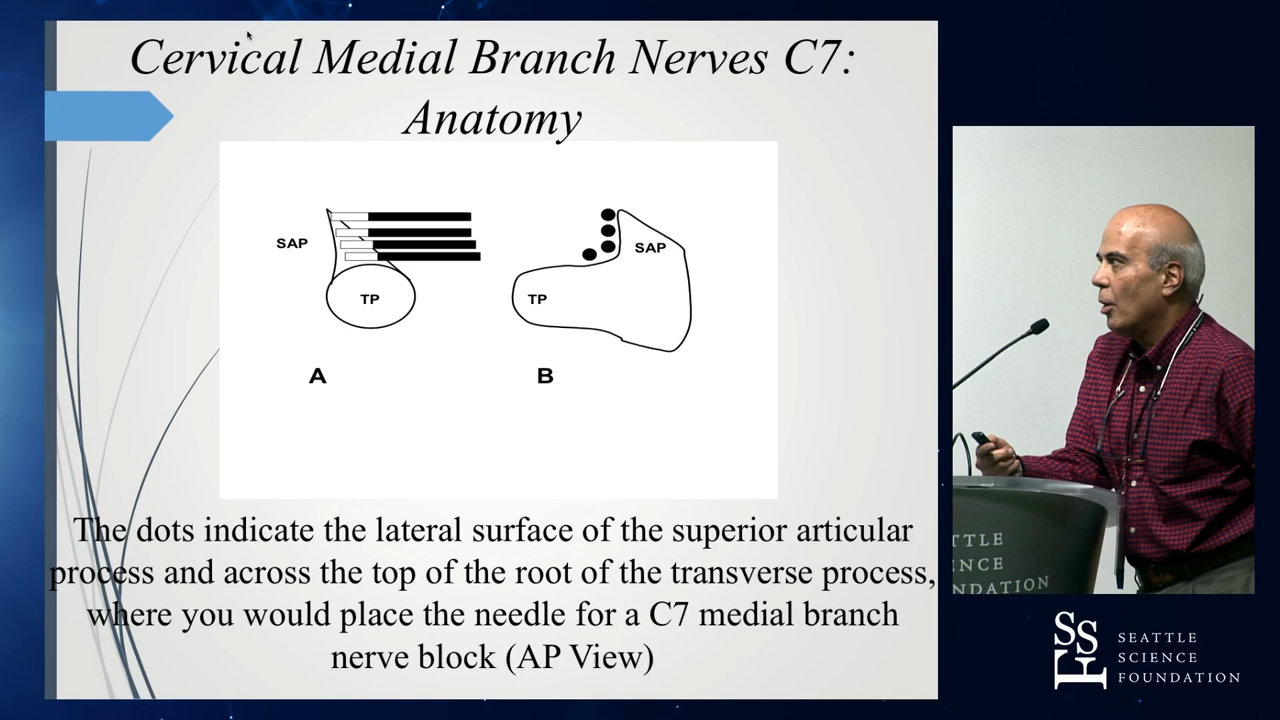 Cervical Medial Branch Nerves C7:
Anatomy
SAP
TP
A
SAP
TP
B
The dots indicate the lateral surface of the superior articular
process and across the top of the root of the transverse process,
where you would place the needle for a C7 medial branch
nerve block (AP View)
TTLE
ENCE
NDATION
SSF
SEATTLE
SCIENCE
FOUNDATION